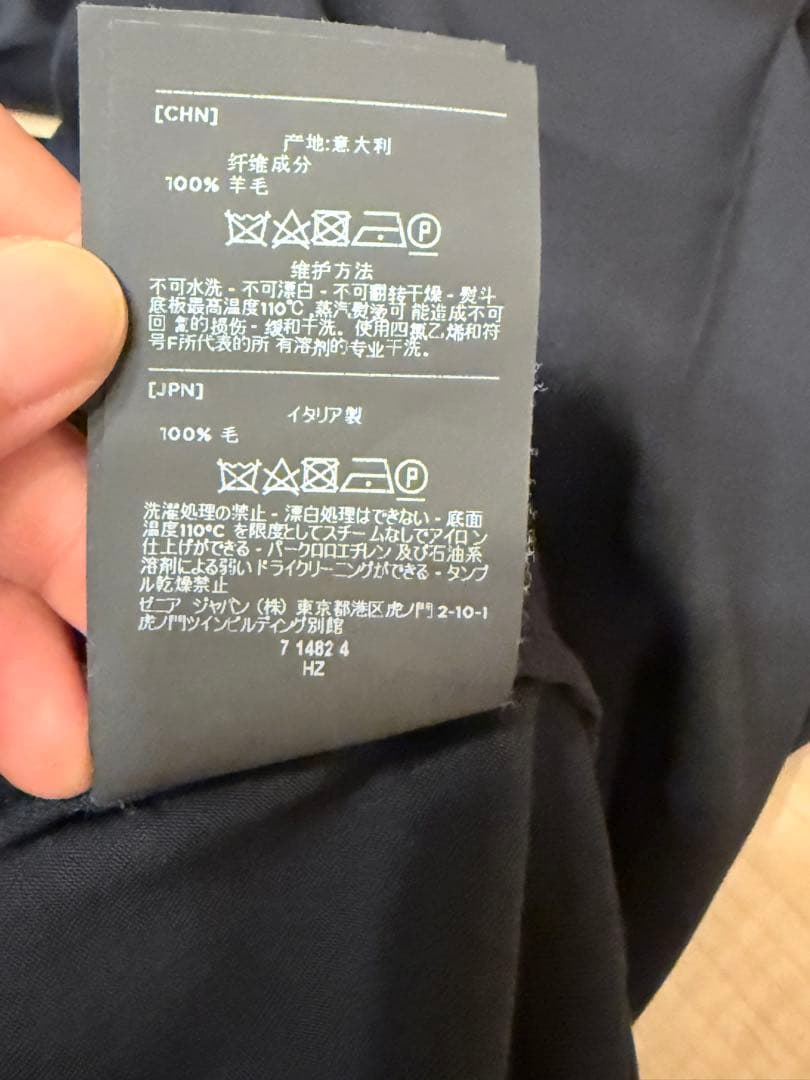 [CHN]
产地:意大利
纤维成分
100% 羊毛
P
维护方法
不可水洗 - 不可漂白 - 不可翻转干燥 - 熨斗
底板最高温度110°C ,蒸汽熨烫可 能造成不可
回 复的损伤 - 缓和干洗。使用四氯乙烯和符
号F所代表的所 有溶剂的专业干洗。
[JPN]
イタリア製
100% 毛
P
洗濯処理の禁止 - 漂白処理はできない - 底面
温度110°C を限度としてスチームなしでアイロン
仕上げができる - パークロロエチレン 及び石油系
溶剤による弱い ドライクリーニングができる - タンブ
ル乾燥禁止
ゼニア ジャパン (株) 東京都港区虎ノ門 2-10-1
虎ノ門ツインビルディング別館
7 1482 4
HZ